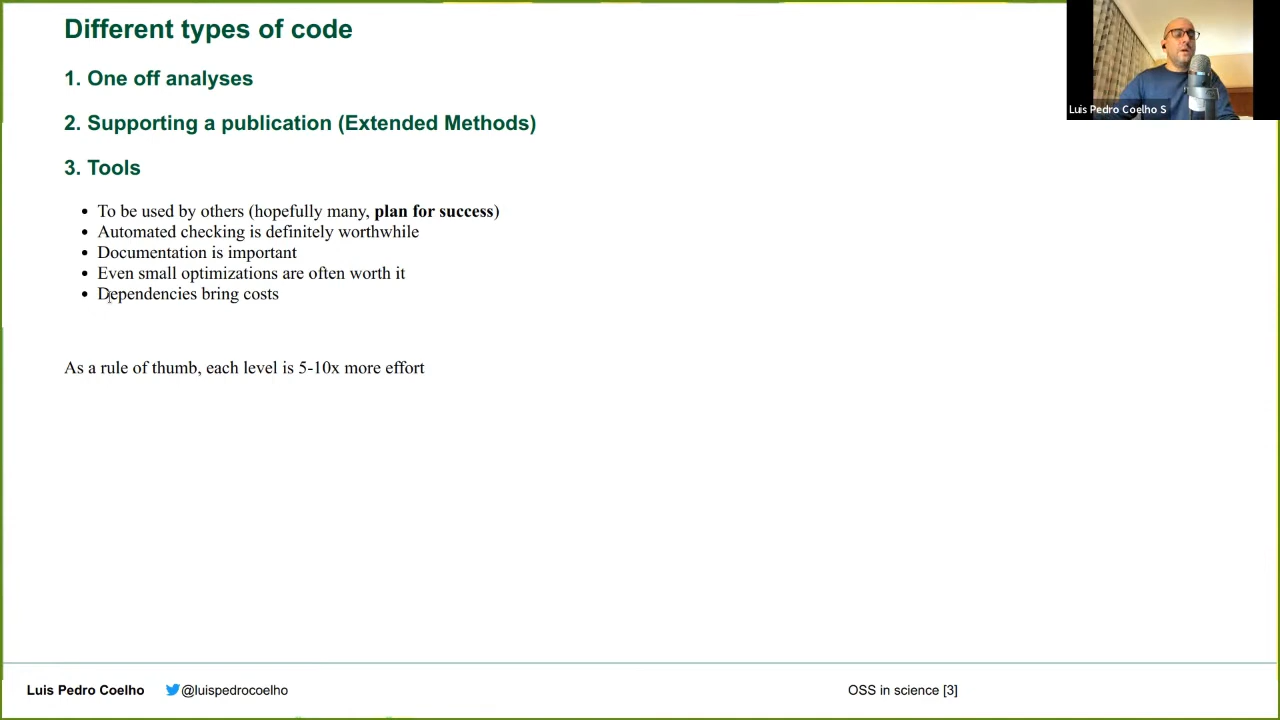 Different types of code
1. One off analyses
2. Supporting a publication (Extended Methods)
3. Tools
• To be used by others (hopefully many, plan for success)
• Automated checking is definitely worthwhile
• Documentation is important
• Even small optimizations are often worth it
• Dependencies bring costs
As a rule of thumb, each level is 5-10x more effort
Luis Pedro Coelho S
Luis Pedro Coelho @luispedrocoelho OSS in science [3]